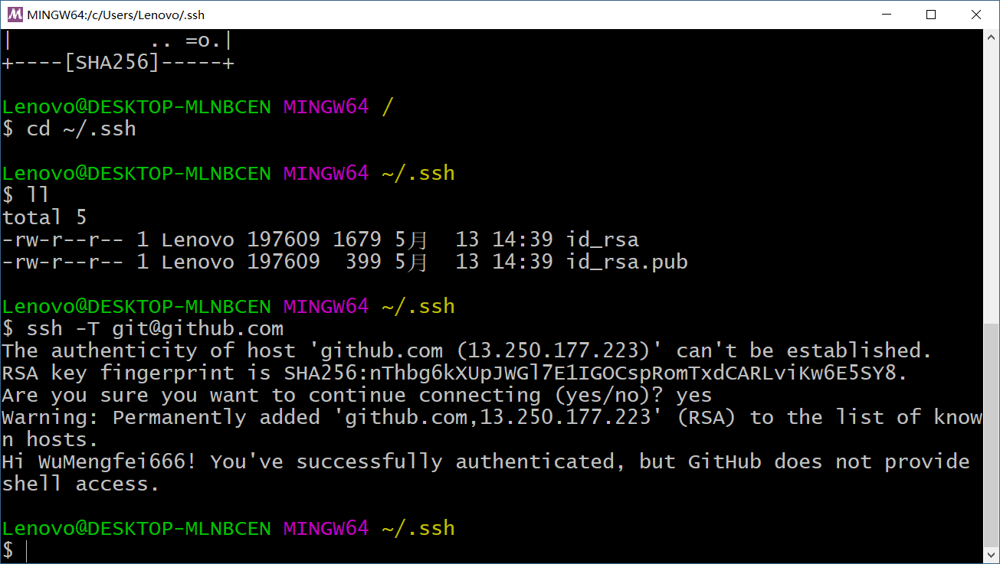 MINGW64:/c/Users/Lenovo/.ssh
|            .. =o.|
+----[SHA256]-----+
Lenovo@DESKTOP-MLNBCEN MINGW64 /
$ cd ~/.ssh
Lenovo@DESKTOP-MLNBCEN MINGW64 ~/.ssh
$ ll
total 5
-rw-r--r-- 1 Lenovo 197609 1679 5月  13 14:39 id_rsa
-rw-r--r-- 1 Lenovo 197609  399 5月  13 14:39 id_rsa.pub
Lenovo@DESKTOP-MLNBCEN MINGW64 ~/.ssh
$ ssh -T git@github.com
The authenticity of host 'github.com (13.250.177.223)' can't be established.
RSA key fingerprint is SHA256:nThbg6kXUpJWGl7E1IGOCspRomTxdCARLviKw6E5SY8.
Are you sure you want to continue connecting (yes/no)? yes
Warning: Permanently added 'github.com,13.250.177.223' (RSA) to the list of know
n hosts.
Hi WuMengfei666! You've successfully authenticated, but GitHub does not provide
shell access.
Lenovo@DESKTOP-MLNBCEN MINGW64 ~/.ssh
$